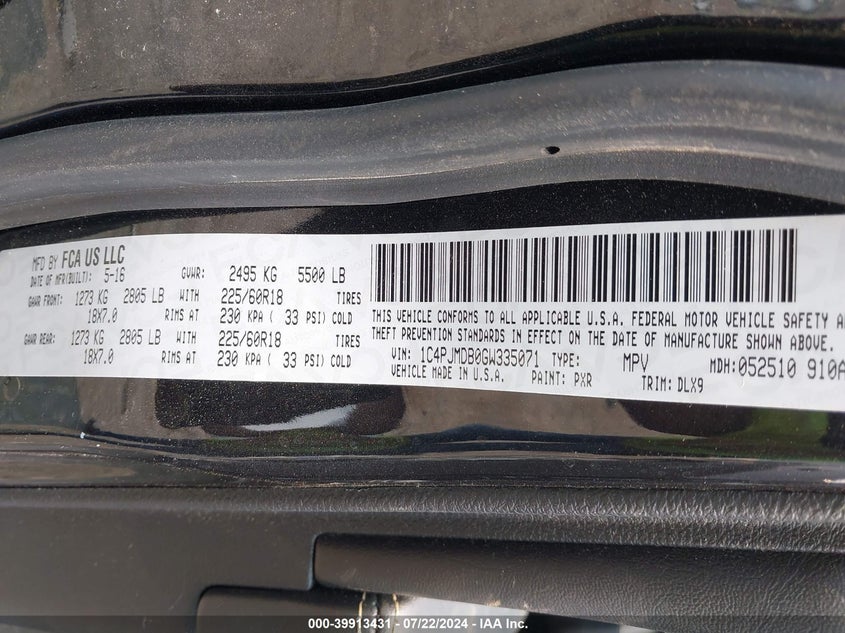 MFD BY FCA US LLC
DATE OF MFR(BUILT): 5-16 GVWR: 2495 KG 5500 LB
GAWR FRONT: 1273 KG 2805 LB WITH 225/60R18 TIRES
18X7.0 RIMS AT 230 KPA ( 33 PSI) COLD
GAWR REAR: 1273 KG 2805 LB WITH 225/60R18 TIRES
18X7.0 RIMS AT 230 KPA ( 33 PSI) COLD
THIS VEHICLE CONFORMS TO ALL APPLICABLE U.S.A. FEDERAL MOTOR VEHICLE SAFETY A
THEFT PREVENTION STANDARDS IN EFFECT ON THE DATE OF MANUFACTURE SHOWN ABOVE.
VIN: 1C4PJMDB0GW335071 TYPE: MPV MDH:052510 910A
VEHICLE MADE IN U.S.A. PAINT: PXR TRIM: DLX9
000-39913431 - 07/22/2024 - IAA Inc.